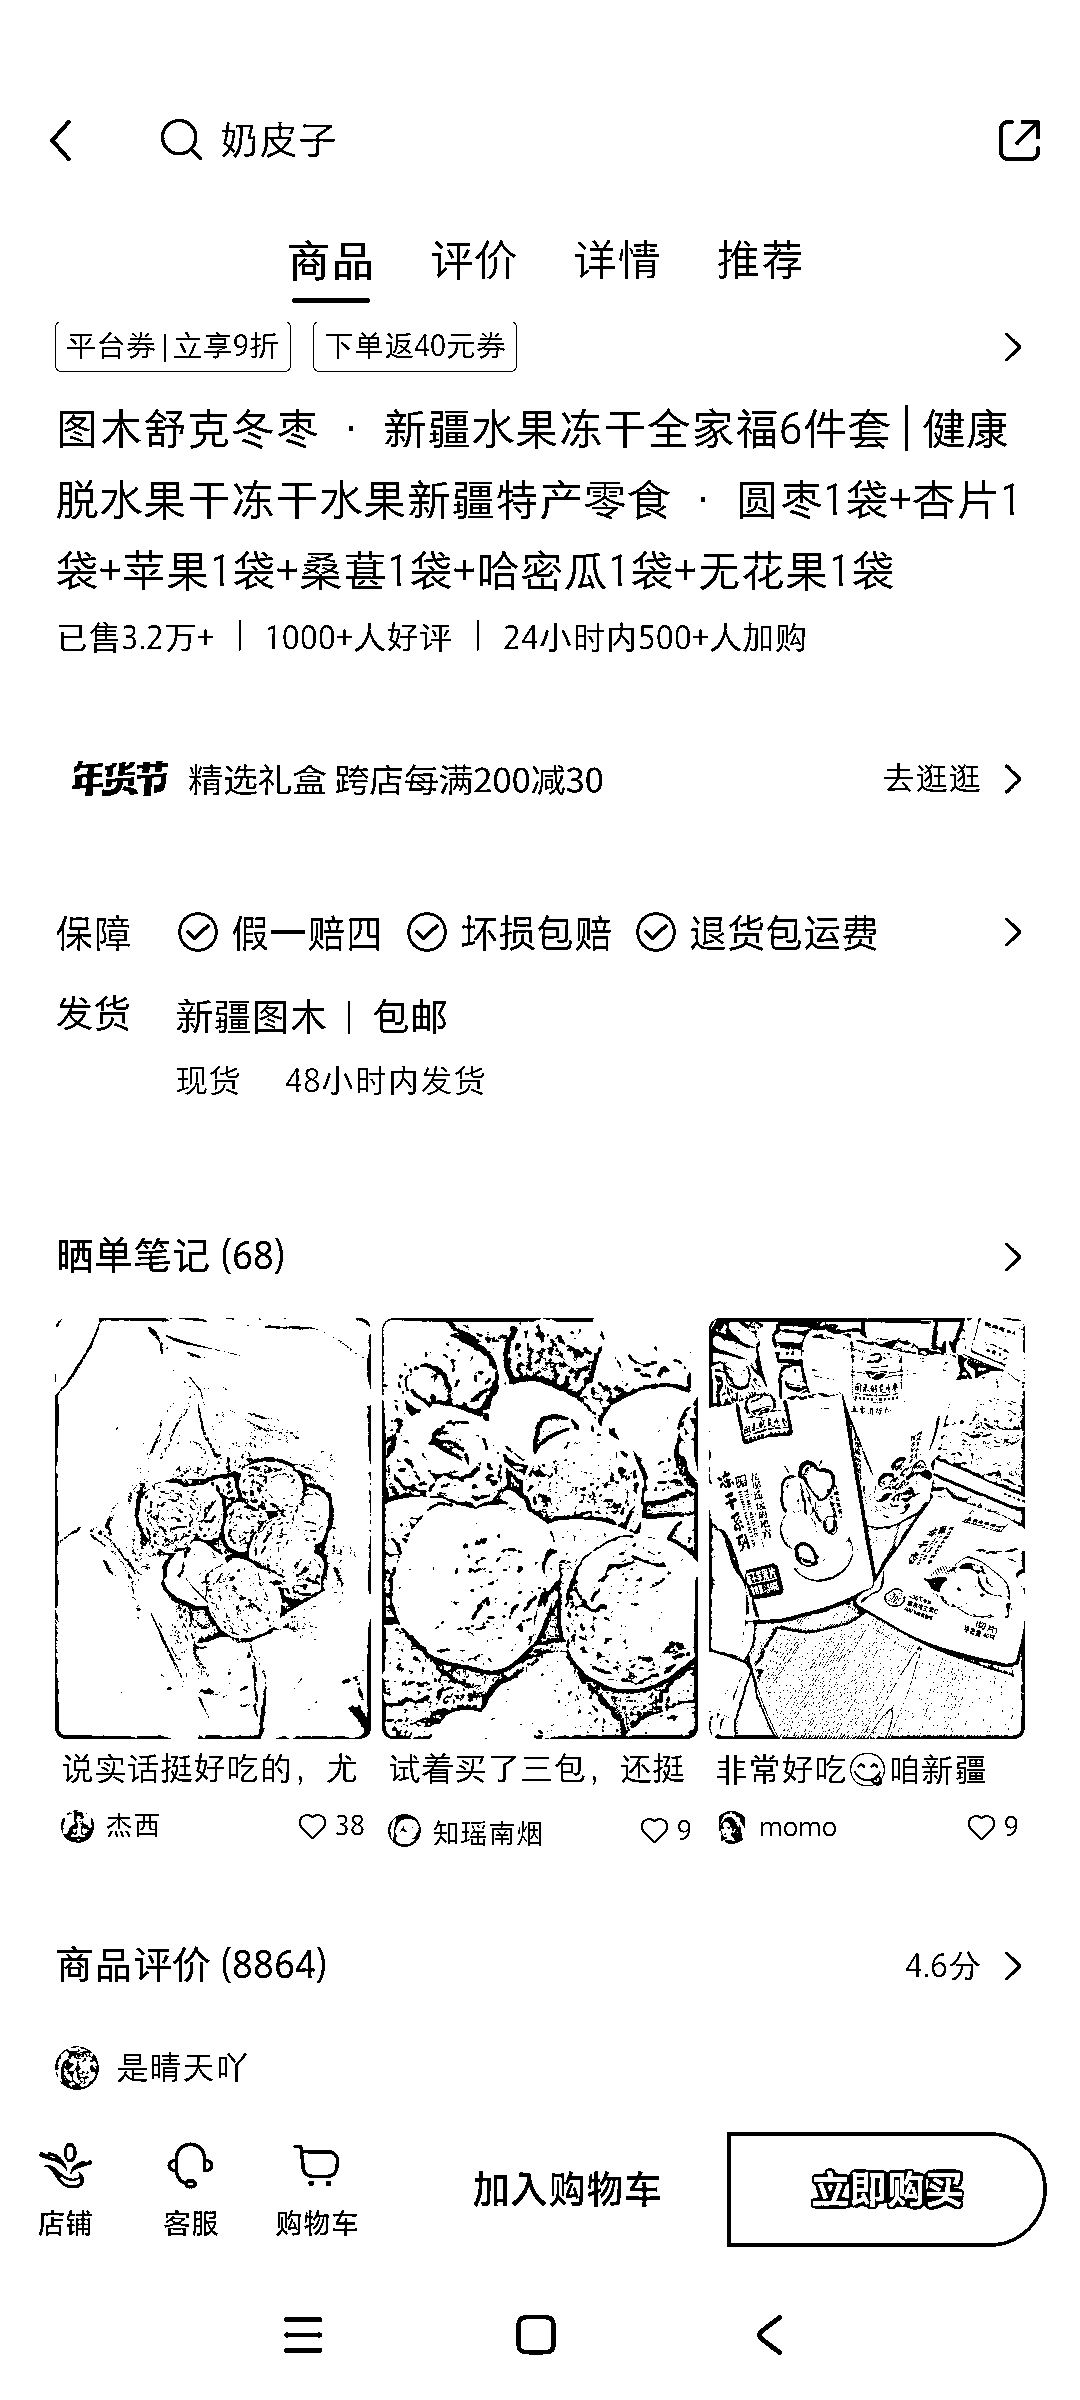 奶皮子
商品 评价 详情 推荐
平台券|立享9折 下单返40元券
图木舒克冬枣 · 新疆水果冻干全家福6件套|健康
脱水果干冻干水果新疆特产零食 · 圆枣1袋+杏片1
袋+苹果1袋+桑葚1袋+哈密瓜1袋+无花果1袋
已售3.2万+ | 1000+人好评 | 24小时内500+人加购
年货节 精选礼盒 跨店每满200减30 去逛逛
保障 假一赔四 坏损包赔 退货包运费
发货 新疆图木 | 包邮
现货 48小时内发货
晒单笔记 (68)
说实话挺好吃的，尤 试着买了三包，还挺 非常好吃😋咱新疆
杰西 38 知瑶南烟 9 momo 9
商品评价 (8864) 4.6分
是晴天吖
店铺 客服 购物车 加入购物车 立即购买